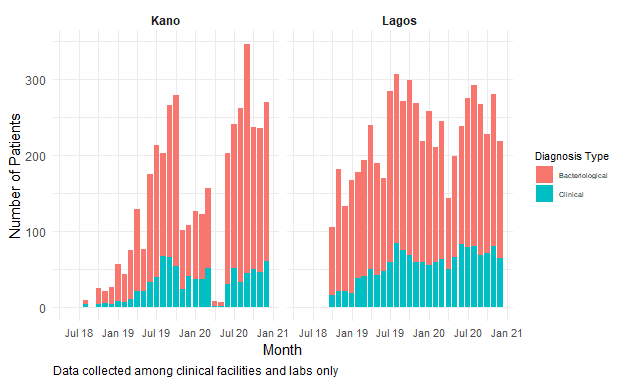 Kano
Lagos
Number of Patients
300
200
100
0
Jul 18 Jan 19 Jul 19 Jan 20 Jul 20 Jan 21
Jul 18 Jan 19 Jul 19 Jan 20 Jul 20 Jan 21
Month
Diagnosis Type
Bacteriological
Clinical
Data collected among clinical facilities and labs only